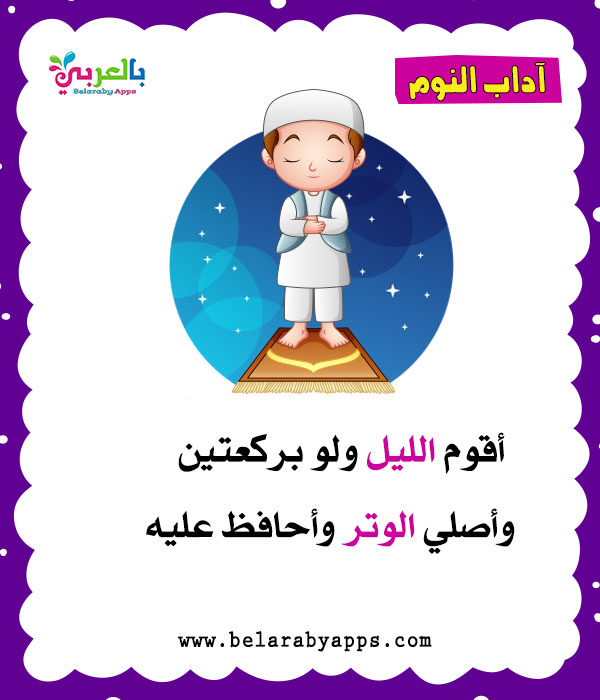 بالعربي
Belaraby Apps
آداب النوم
أقوم الليل ولو بركعتين
وأصلي الوتر وأحافظ عليه
www.belarabyapps.com